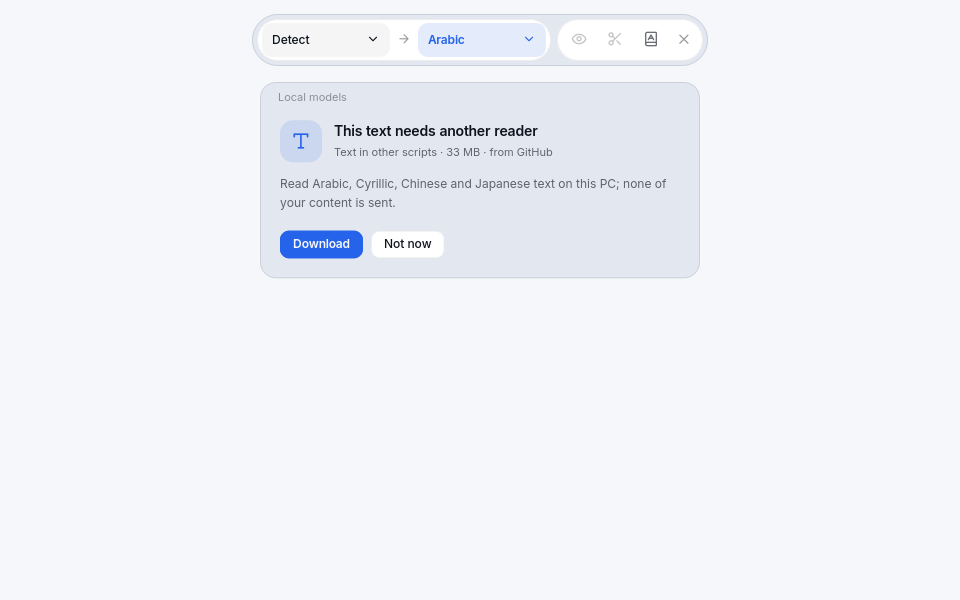 Detect
Arabic
Local models
This text needs another reader
Text in other scripts · 33 MB · from GitHub
Read Arabic, Cyrillic, Chinese and Japanese text on this PC; none of
your content is sent.
Download
Not now